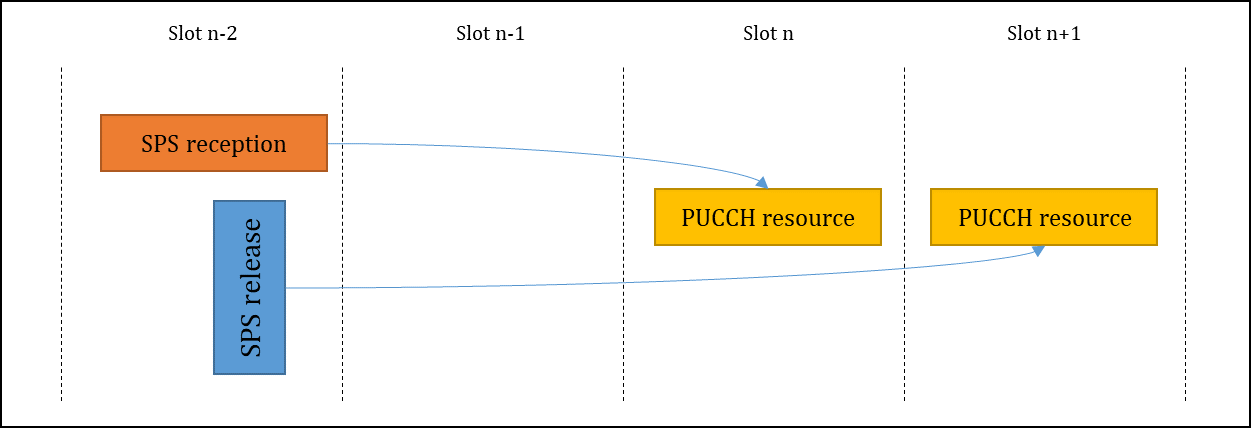 Slot n-2
Slot n-1
Slot n
Slot n+1
SPS reception
PUCCH resource
PUCCH resource
SPS release